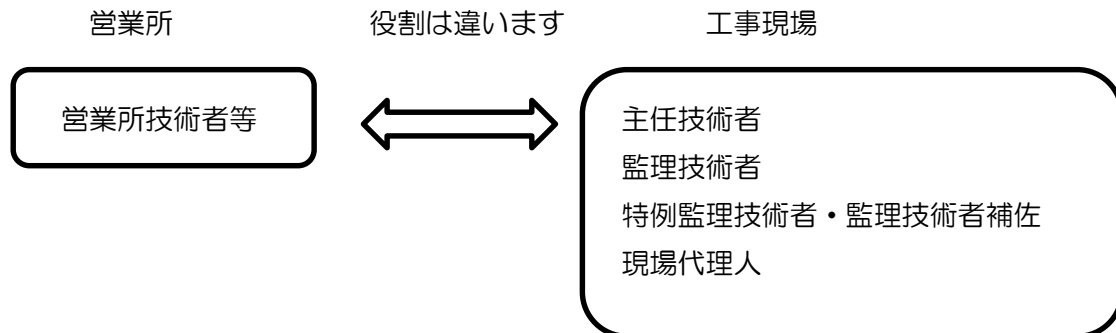 営業所 役割は違います 工事現場
営業所技術者等
主任技術者
監理技術者
特例監理技術者・監理技術者補佐
現場代理人